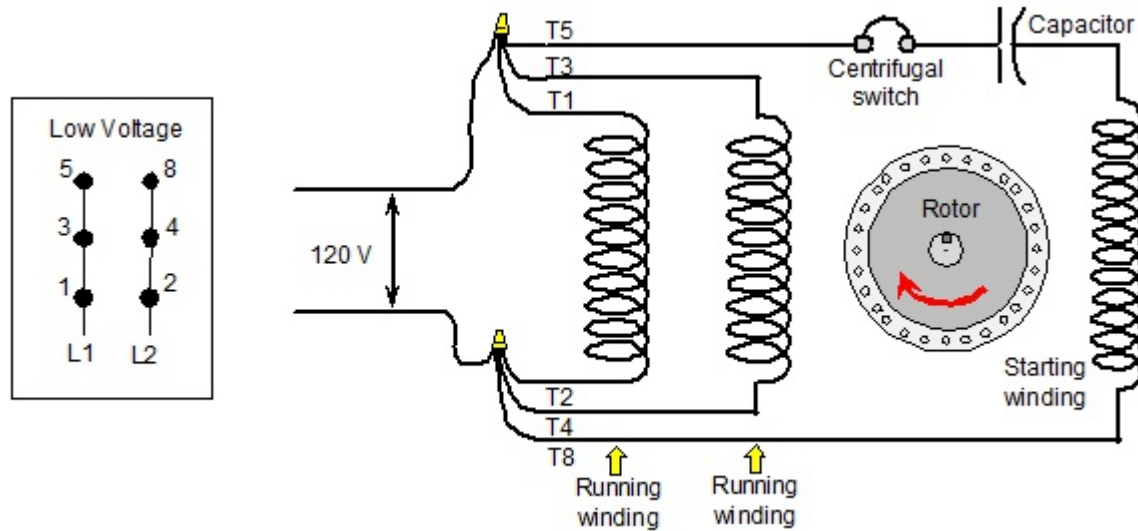 Low Voltage
5 8
3 4
1 2
L1 L2
120 V
T5
T3
T1
T2
T4
T8
Centrifugal
switch
Capacitor
Rotor
Starting
winding
Running
winding
Running
winding